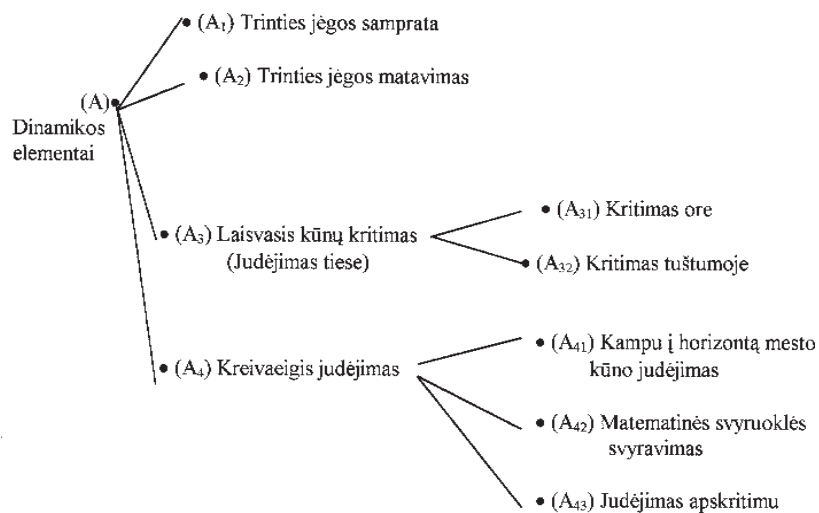 • (A₁) Trinties jėgos samprata
• (A₂) Trinties jėgos matavimas
(A)•
Dinamikos
elementai
• (A₃) Laisvasis kūnų kritimas
(Judėjimas tiese)
• (A₃₁) Kritimas ore
• (A₃₂) Kritimas tuštumoje
• (A₄) Kreivaeigis judėjimas
• (A₄₁) Kampu į horizontą mesto
kūno judėjimas
• (A₄₂) Matematinės svyruoklės
svyravimas
• (A₄₃) Judėjimas apskritimu